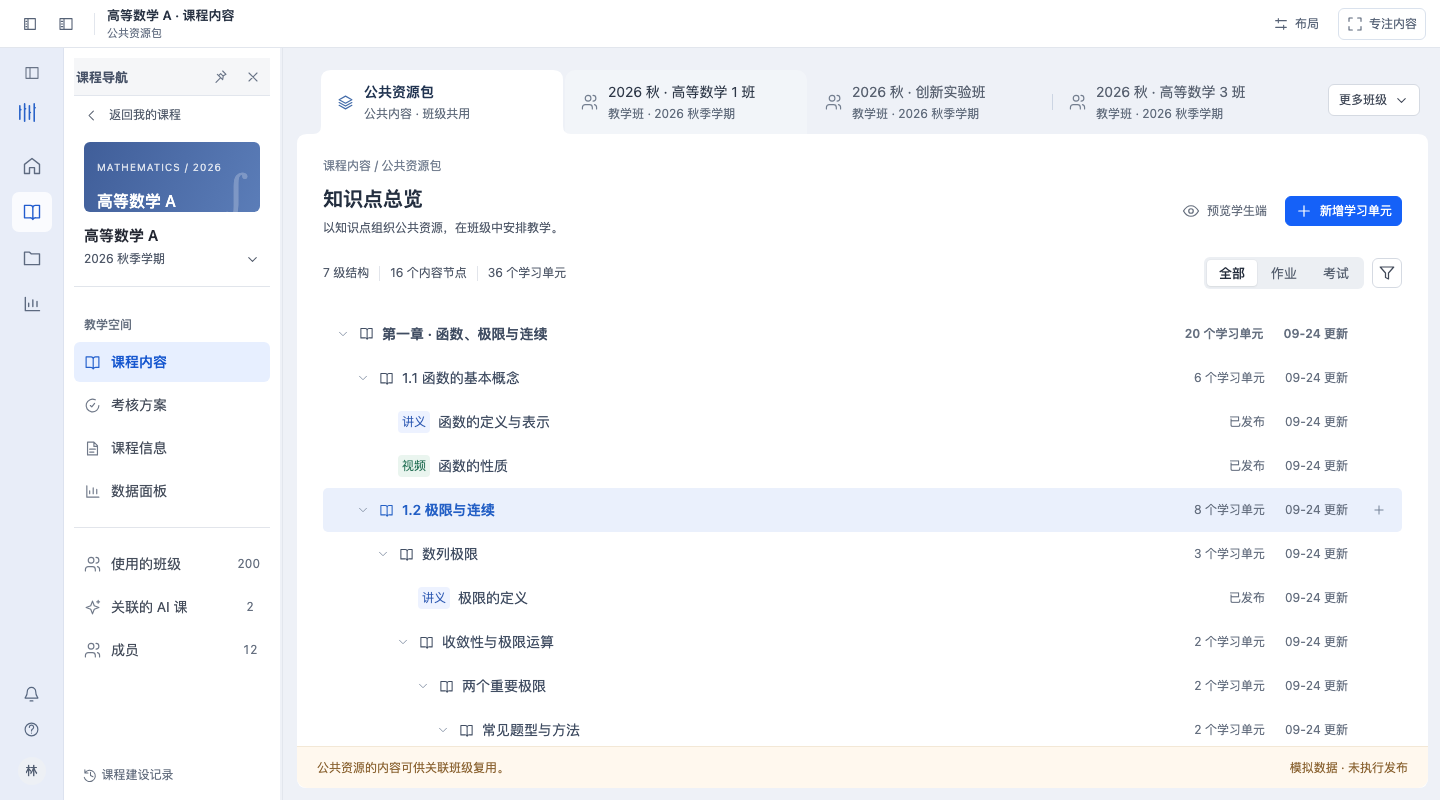 高等数学 A · 课程内容
公共资源包
布局
专注内容
课程导航
返回我的课程
MATHEMATICS / 2026
高等数学 A
高等数学 A
2026 秋季学期
教学空间
课程内容
考核方案
课程信息
数据面板
使用的班级 200
关联的 AI 课 2
成员 12
课程建设记录
林
公共资源包
公共内容 · 班级共用
2026 秋 · 高等数学 1 班
教学班 · 2026 秋季学期
2026 秋 · 创新实验班
教学班 · 2026 秋季学期
2026 秋 · 高等数学 3 班
教学班 · 2026 秋季学期
更多班级
课程内容 / 公共资源包
知识点总览
以知识点组织公共资源，在班级中安排教学。
预览学生端
新增学习单元
7 级结构 16 个内容节点 36 个学习单元
全部 作业 考试
第一章 · 函数、极限与连续 20 个学习单元 09-24 更新
1.1 函数的基本概念 6 个学习单元 09-24 更新
讲义 函数的定义与表示 已发布 09-24 更新
视频 函数的性质 已发布 09-24 更新
1.2 极限与连续 8 个学习单元 09-24 更新
数列极限 3 个学习单元 09-24 更新
讲义 极限的定义 已发布 09-24 更新
收敛性与极限运算 2 个学习单元 09-24 更新
两个重要极限 2 个学习单元 09-24 更新
常见题型与方法 2 个学习单元 09-24 更新
公共资源的内容可供关联班级复用。
模拟数据 · 未执行发布